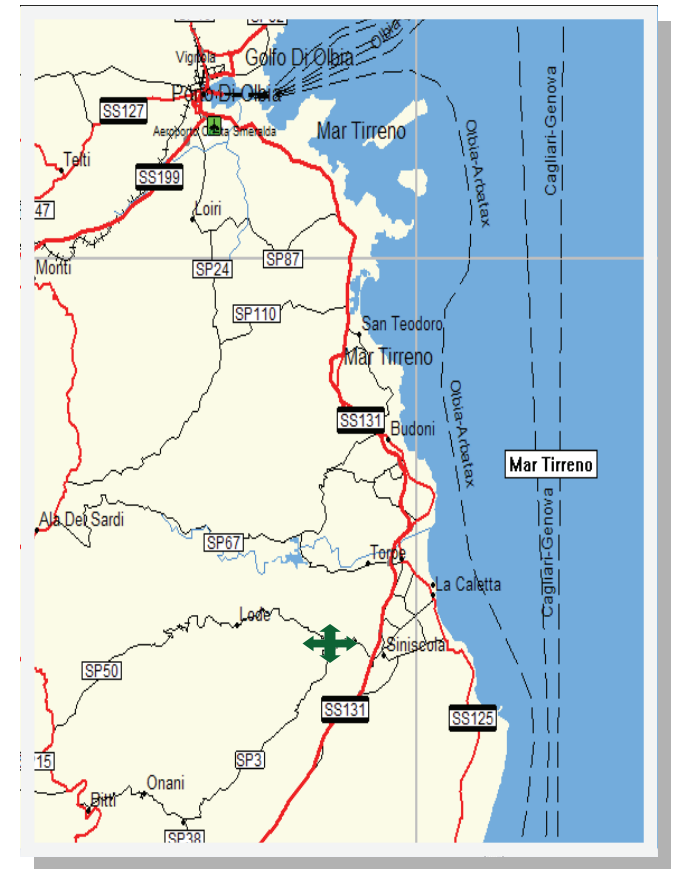 Olbia
Vignola
Golfo Di Olbia
Porto Di Olbia
SS127
Aeroporto Costa Smeralda
Mar Tirreno
Olbia-Arbatax
Cagliari-Genova
Telti
SS199
Loiri
47
Monti
SP24
SP87
SP110
San Teodoro
Mar Tirreno
Olbia-Arbatax
SS131
Budoni
Mar Tirreno
Cagliari-Genova
Ala Dei Sardi
SP67
Torpe
La Caletta
Lode
Siniscola
SP50
SS131
SS125
15
SP3
Onani
Bitti
SP38